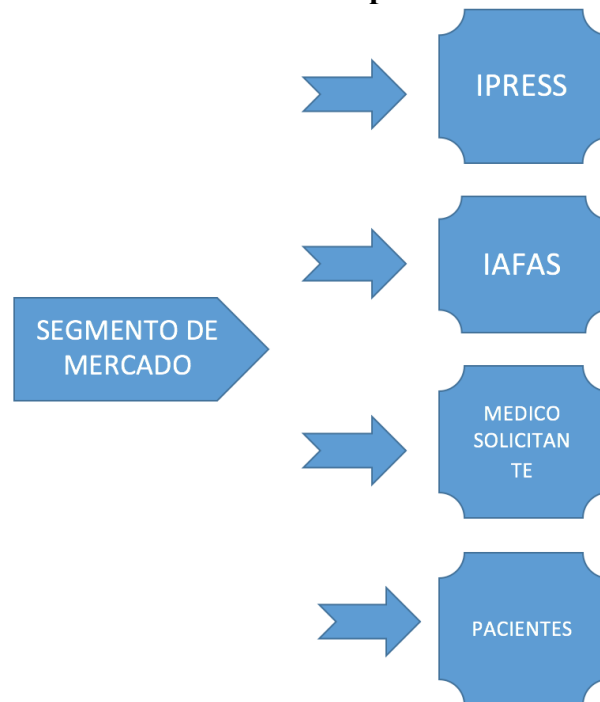 IPRESS
IAFAS
SEGMENTO DE
MERCADO
MEDICO
SOLICITAN
TE
PACIENTES